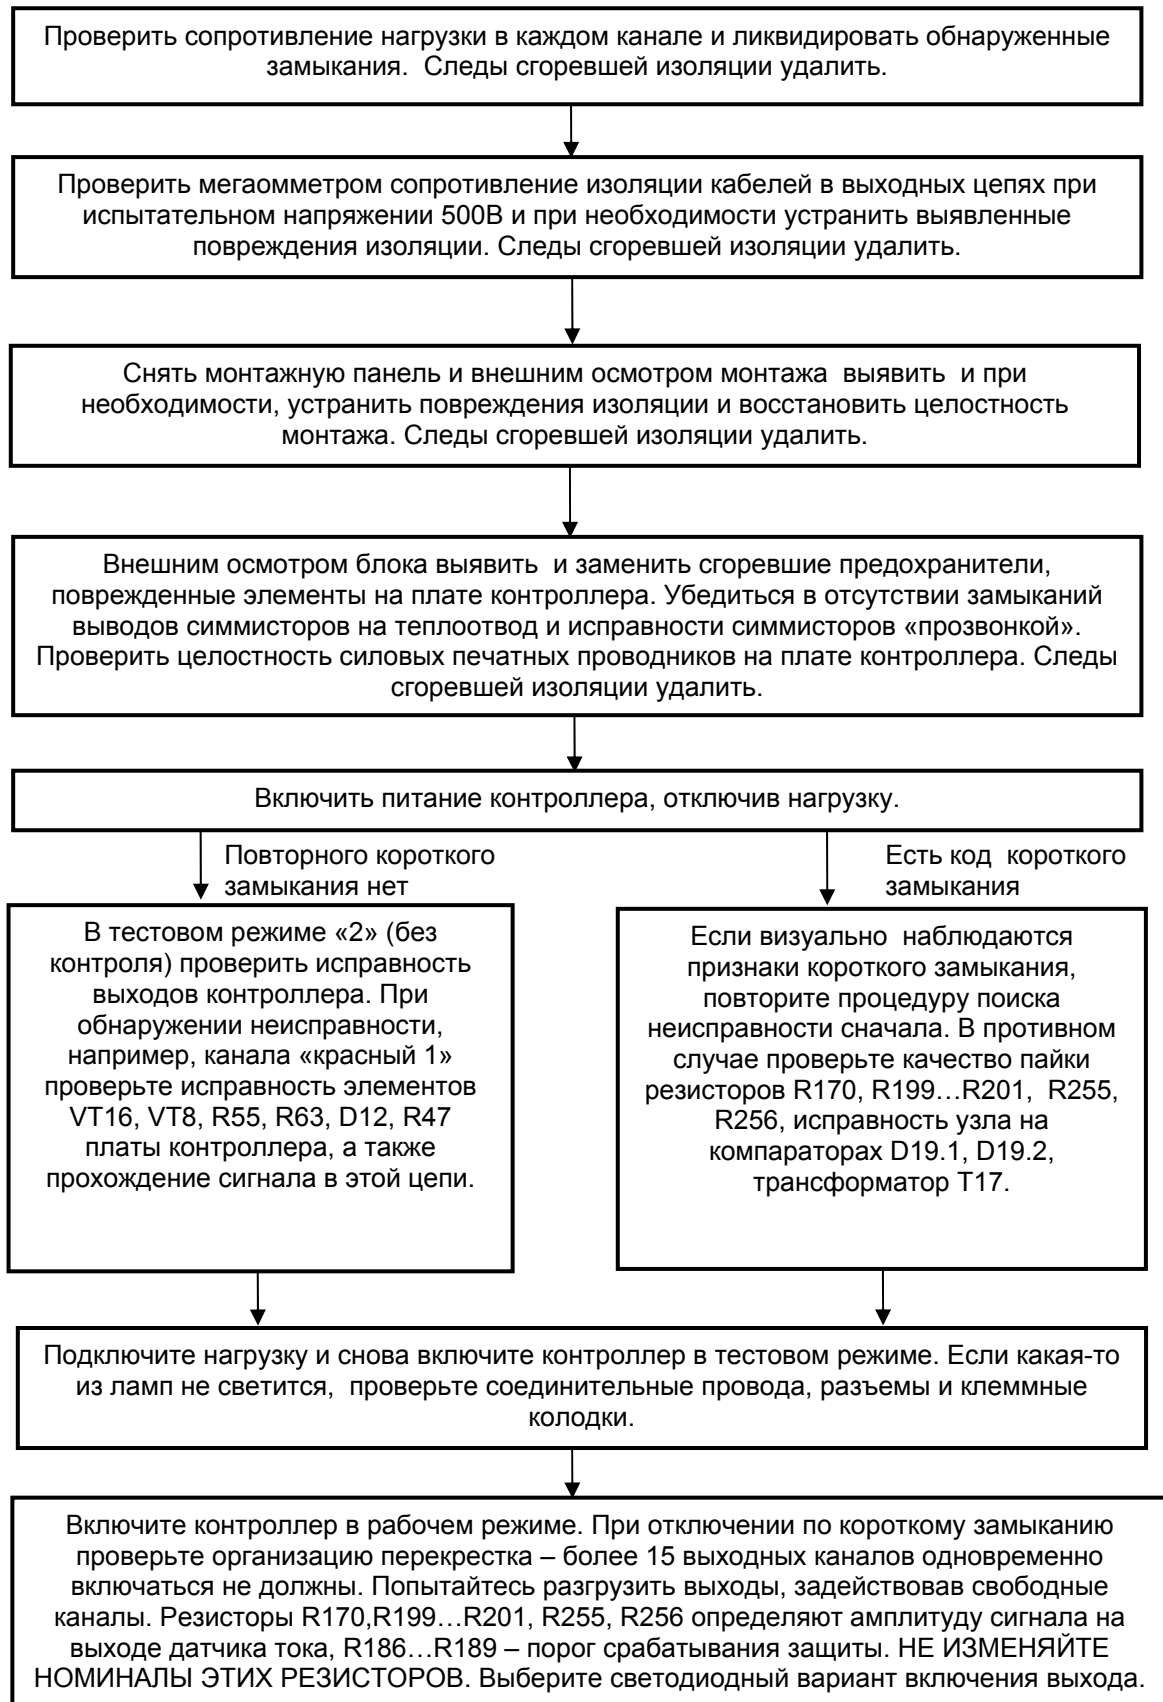 Проверить сопротивление нагрузки в каждом канале и ликвидировать обнаруженные
замыкания. Следы сгоревшей изоляции удалить.
Проверить мегаомметром сопротивление изоляции кабелей в выходных цепях при
испытательном напряжении 500В и при необходимости устранить выявленные
повреждения изоляции. Следы сгоревшей изоляции удалить.
Снять монтажную панель и внешним осмотром монтажа выявить и при
необходимости, устранить повреждения изоляции и восстановить целостность
монтажа. Следы сгоревшей изоляции удалить.
Внешним осмотром блока выявить и заменить сгоревшие предохранители,
поврежденные элементы на плате контроллера. Убедиться в отсутствии замыканий
выводов симмисторов на теплоотвод и исправности симмисторов «прозвонкой».
Проверить целостность силовых печатных проводников на плате контроллера. Следы
сгоревшей изоляции удалить.
Включить питание контроллера, отключив нагрузку.
Повторного короткого
замыкания нет
Есть код короткого
замыкания
В тестовом режиме «2» (без
контроля) проверить исправность
выходов контроллера. При
обнаружении неисправности,
например, канала «красный 1»
проверьте исправность элементов
VT16, VT8, R55, R63, D12, R47
платы контроллера, а также
прохождение сигнала в этой цепи.
Если визуально наблюдаются
признаки короткого замыкания,
повторите процедуру поиска
неисправности сначала. В противном
случае проверьте качество пайки
резисторов R170, R199…R201, R255,
R256, исправность узла на
компараторах D19.1, D19.2,
трансформатор T17.
Подключите нагрузку и снова включите контроллер в тестовом режиме. Если какая-то
из ламп не светится, проверьте соединительные провода, разъемы и клеммные
колодки.
Включите контроллер в рабочем режиме. При отключении по короткому замыканию
проверьте организацию перекрестка – более 15 выходных каналов одновременно
включаться не должны. Попытайтесь разгрузить выходы, задействовав свободные
каналы. Резисторы R170,R199…R201, R255, R256 определяют амплитуду сигнала на
выходе датчика тока, R186…R189 – порог срабатывания защиты. НЕ ИЗМЕНЯЙТЕ
НОМИНАЛЫ ЭТИХ РЕЗИСТОРОВ. Выберите светодиодный вариант включения выхода.